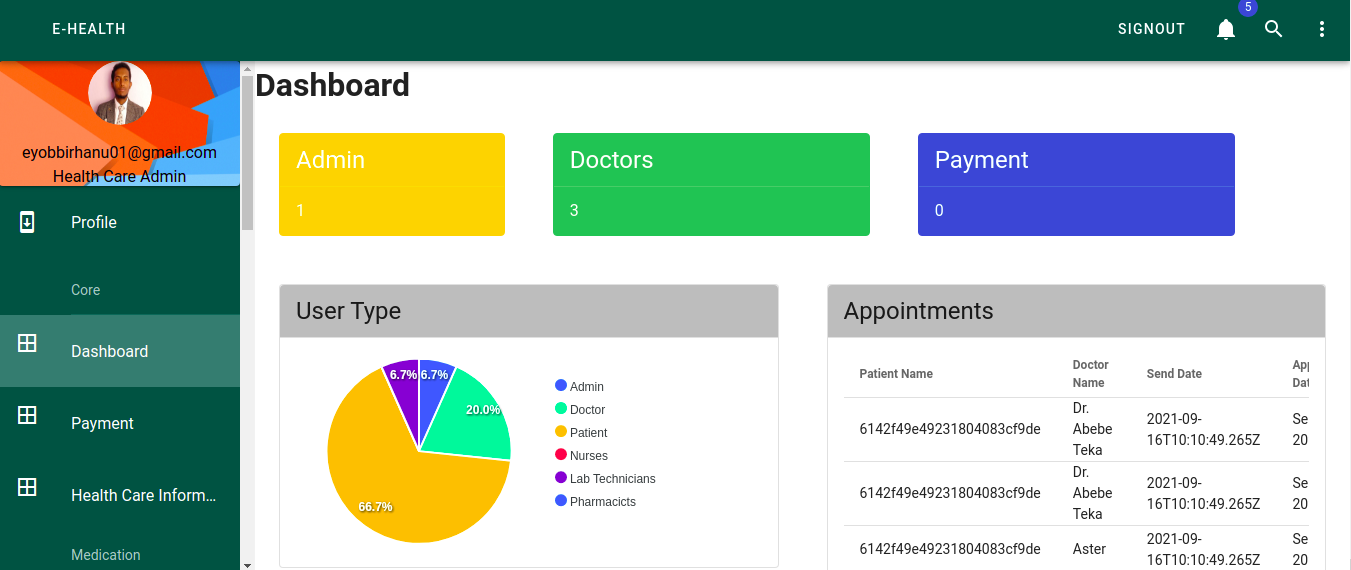 E-HEALTH
SIGNOUT
5
eyobbirhanu01@gmail.com
Health Care Admin
Profile
Core
Dashboard
Payment
Health Care Inform...
Medication
Dashboard
Admin
1
Doctors
3
Payment
0
User Type
6.7%
6.7%
20.0%
66.7%
Admin
Doctor
Patient
Nurses
Lab Technicians
Pharmacicts
Appointments
Patient Name
Doctor
Name
Send Date
App
Dat
6142f49e49231804083cf9de
Dr.
Abebe
Teka
2021-09-
16T10:10:49.265Z
Se
20
6142f49e49231804083cf9de
Dr.
Abebe
Teka
2021-09-
16T10:10:49.265Z
Se
20
6142f49e49231804083cf9de
Aster
2021-09-
16T10:10:49.265Z
Se
20